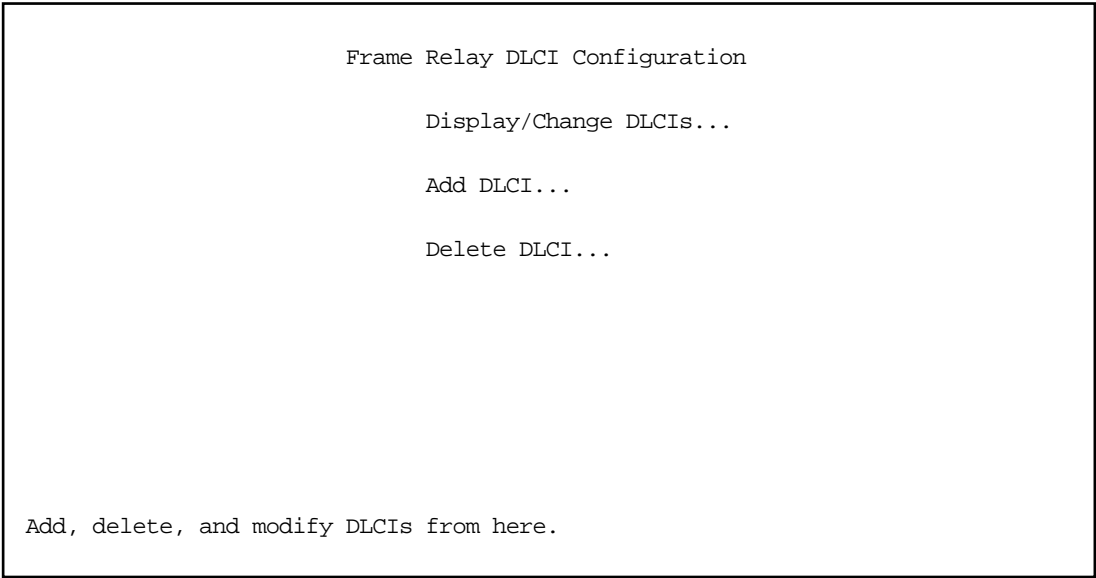 Frame Relay DLCI Configuration
Display/Change DLCIs...
Add DLCI...
Delete DLCI...
Add, delete, and modify DLCIs from here.